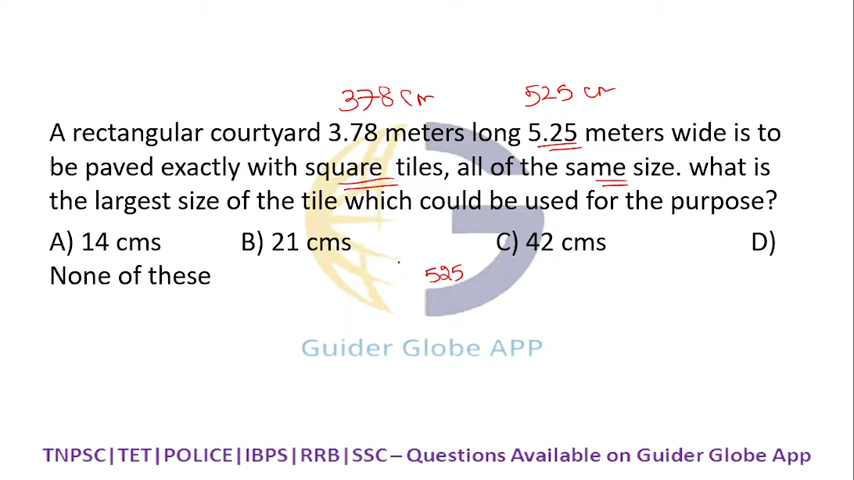 378 cm 525 cm
A rectangular courtyard 3.78 meters long 5.25 meters wide is to
be paved exactly with square tiles, all of the same size. what is
the largest size of the tile which could be used for the purpose?
A) 14 cms B) 21 cms C) 42 cms D)
None of these
525
Guider Globe APP
TNPSC|TET|POLICE|IBPS|RRB|SSC – Questions Available on Guider Globe App